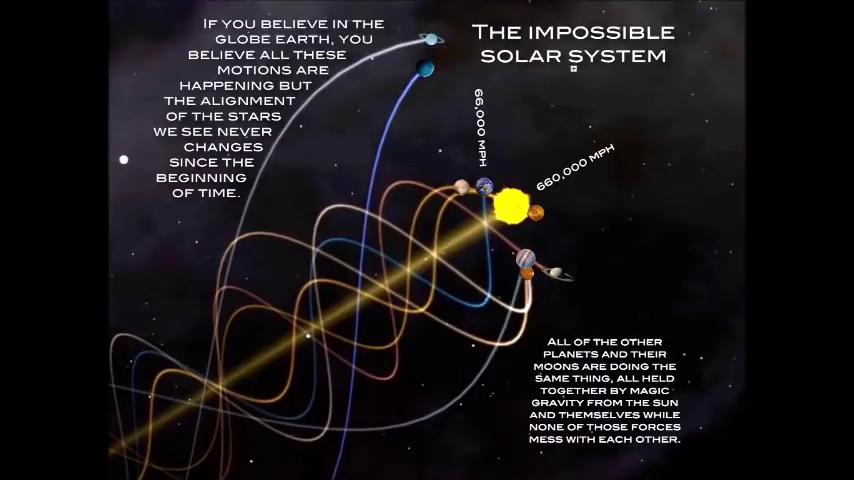 If you believe in the
globe earth, you
believe all these
motions are
happening but
the alignment
of the stars
we see never
changes
since the
beginning
of time.
The impossible
solar system
66,000 mph
660,000 mph
All of the other
planets and their
moons are doing the
same thing, all held
together by magic
gravity from the sun
and themselves while
none of those forces
mess with each other.